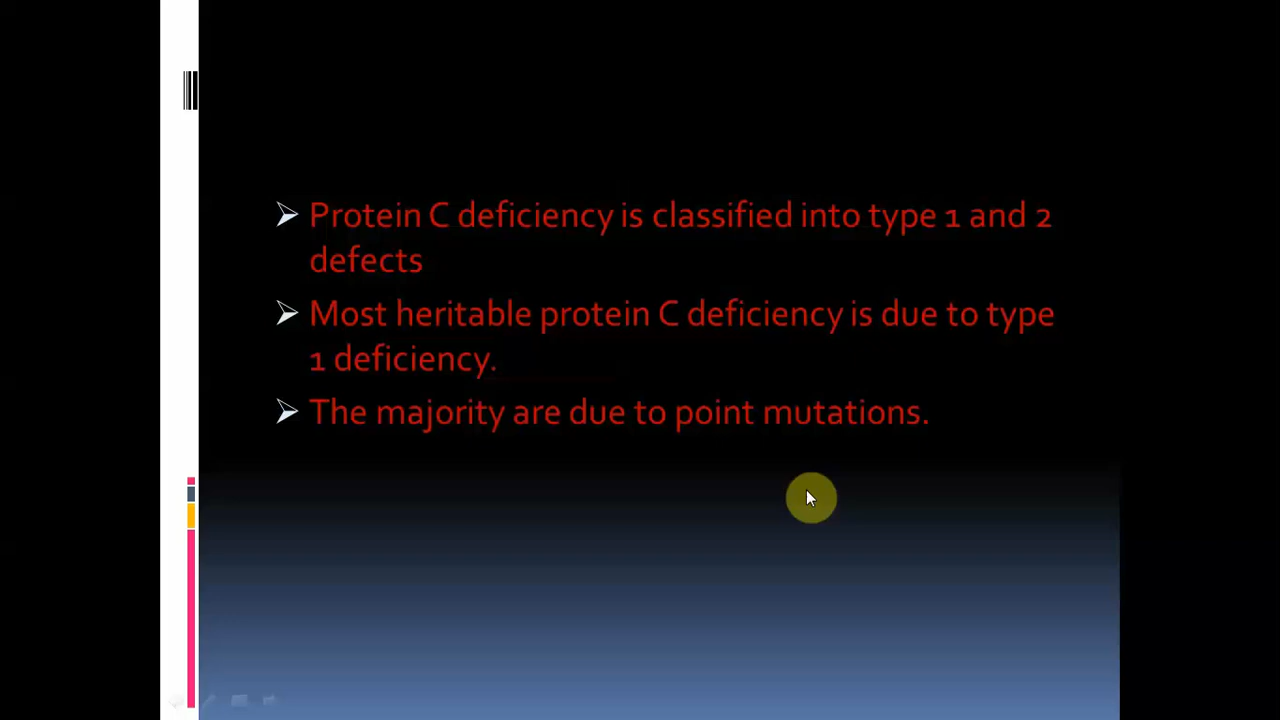 Protein C deficiency is classified into type 1 and 2
defects
Most heritable protein C deficiency is due to type
1 deficiency.
The majority are due to point mutations.